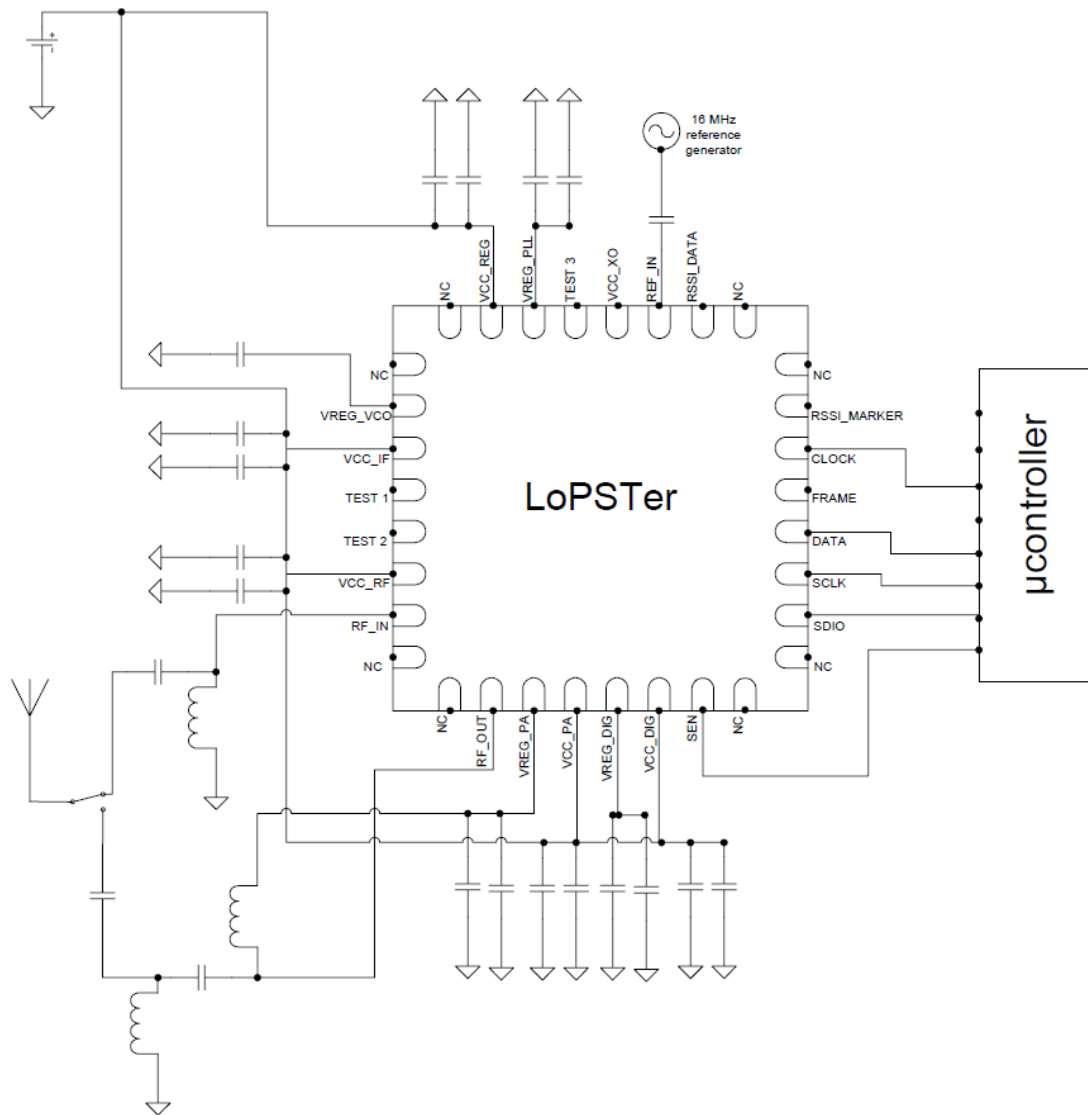 +
-
16 MHz
reference
generator
NC
VCC_REG
VREG_PLL
TEST 3
VCC_XO
REF_IN
RSSI_DATA
NC
NC
VREG_VCO
VCC_IF
TEST 1
TEST 2
VCC_RF
RF_IN
NC
LoPSTer
NC
RSSI_MARKER
CLOCK
FRAME
DATA
SCLK
SDIO
NC
µcontroller
NC
RF_OUT
VREG_PA
VCC_PA
VREG_DIG
VCC_DIG
SEN
NC